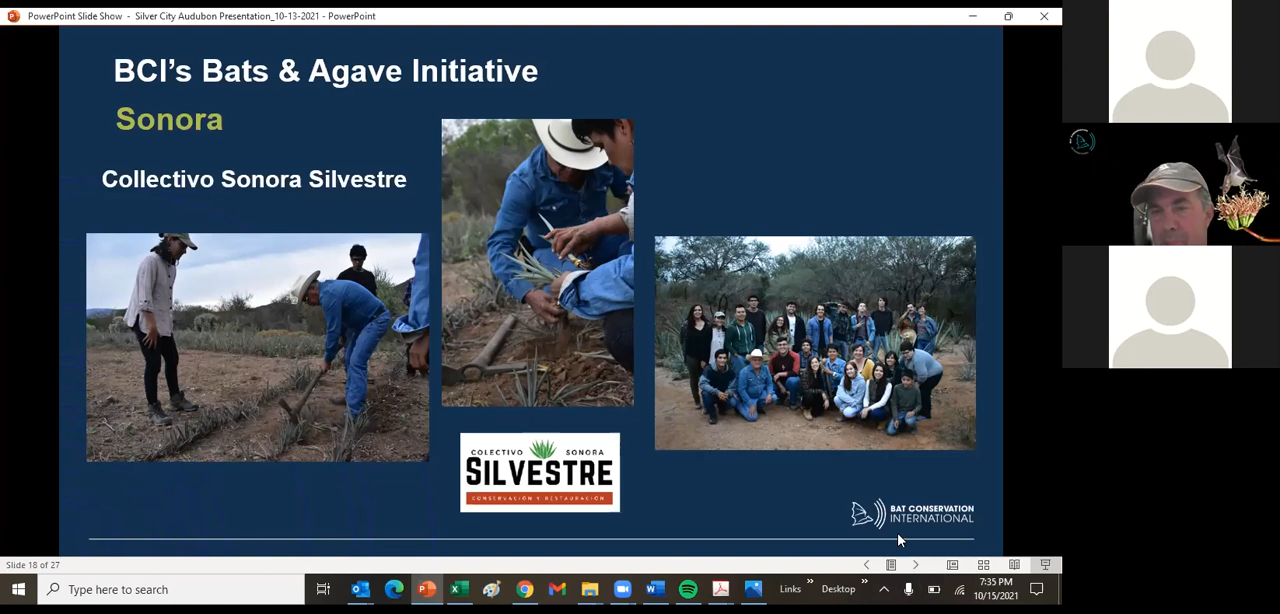 PowerPoint Slide Show - Silver City Audubon Presentation_10-13-2021 - PowerPoint
BCI's Bats & Agave Initiative
Sonora
Collectivo Sonora Silvestre
COLECTIVO SONORA
SILVESTRE
CONSERVACIÓN Y RESTAURACIÓN
BAT CONSERVATION
INTERNATIONAL
Slide 18 of 27
Type here to search
Links
Desktop
7:35 PM
10/15/2021